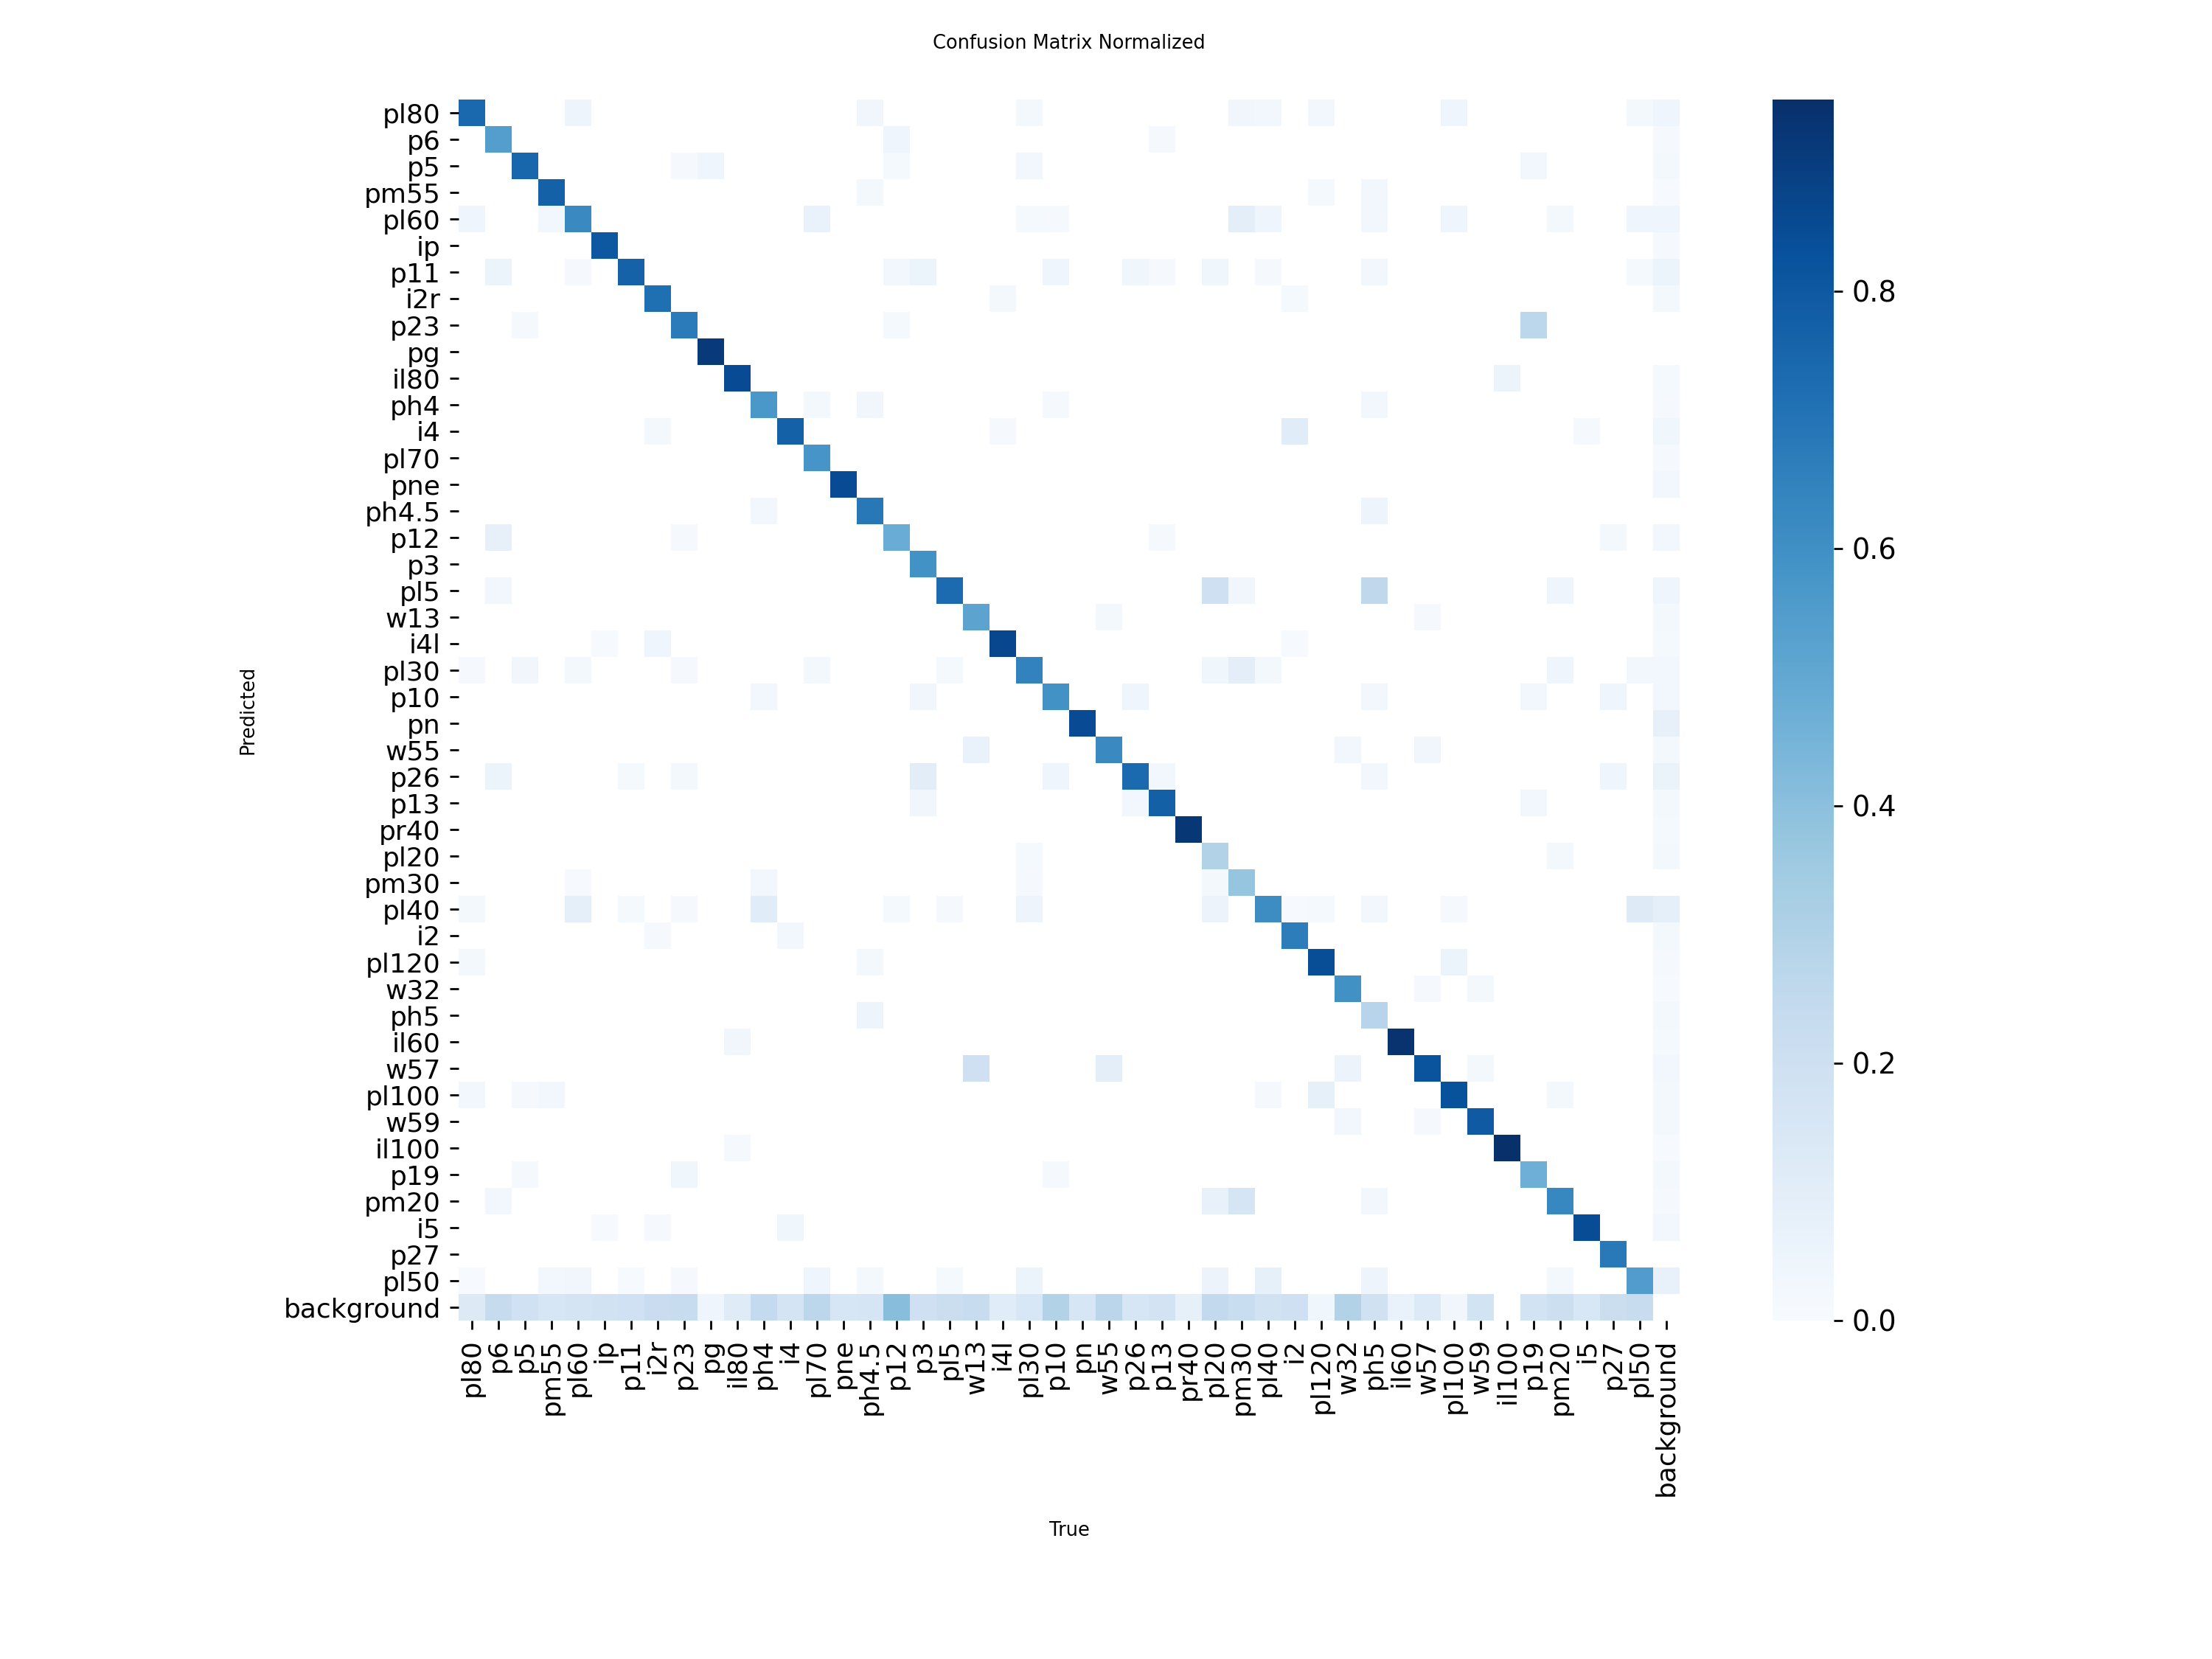 Confusion Matrix Normalized
pl80
p6
p5
pm55
pl60
ip
p11
i2r
p23
pg
il80
ph4
i4
pl70
pne
ph4.5
p12
p3
pl5
w13
i4l
pl30
p10
pn
w55
p26
p13
pr40
pl20
pm30
pl40
i2
pl120
w32
ph5
il60
w57
pl100
w59
il100
p19
pm20
i5
p27
pl50
background
Predicted
pl80 p6 p5 pm55 pl60 ip p11 i2r p23 pg il80 ph4 i4 pl70 pne ph4.5 p12 p3 pl5 w13 i4l pl30 p10 pn w55 p26 p13 pr40 pl20 pm30 pl40 i2 pl120 w32 ph5 il60 w57 pl100 w59 il100 p19 pm20 i5 p27 pl50 background
True
0.8
0.6
0.4
0.2
0.0